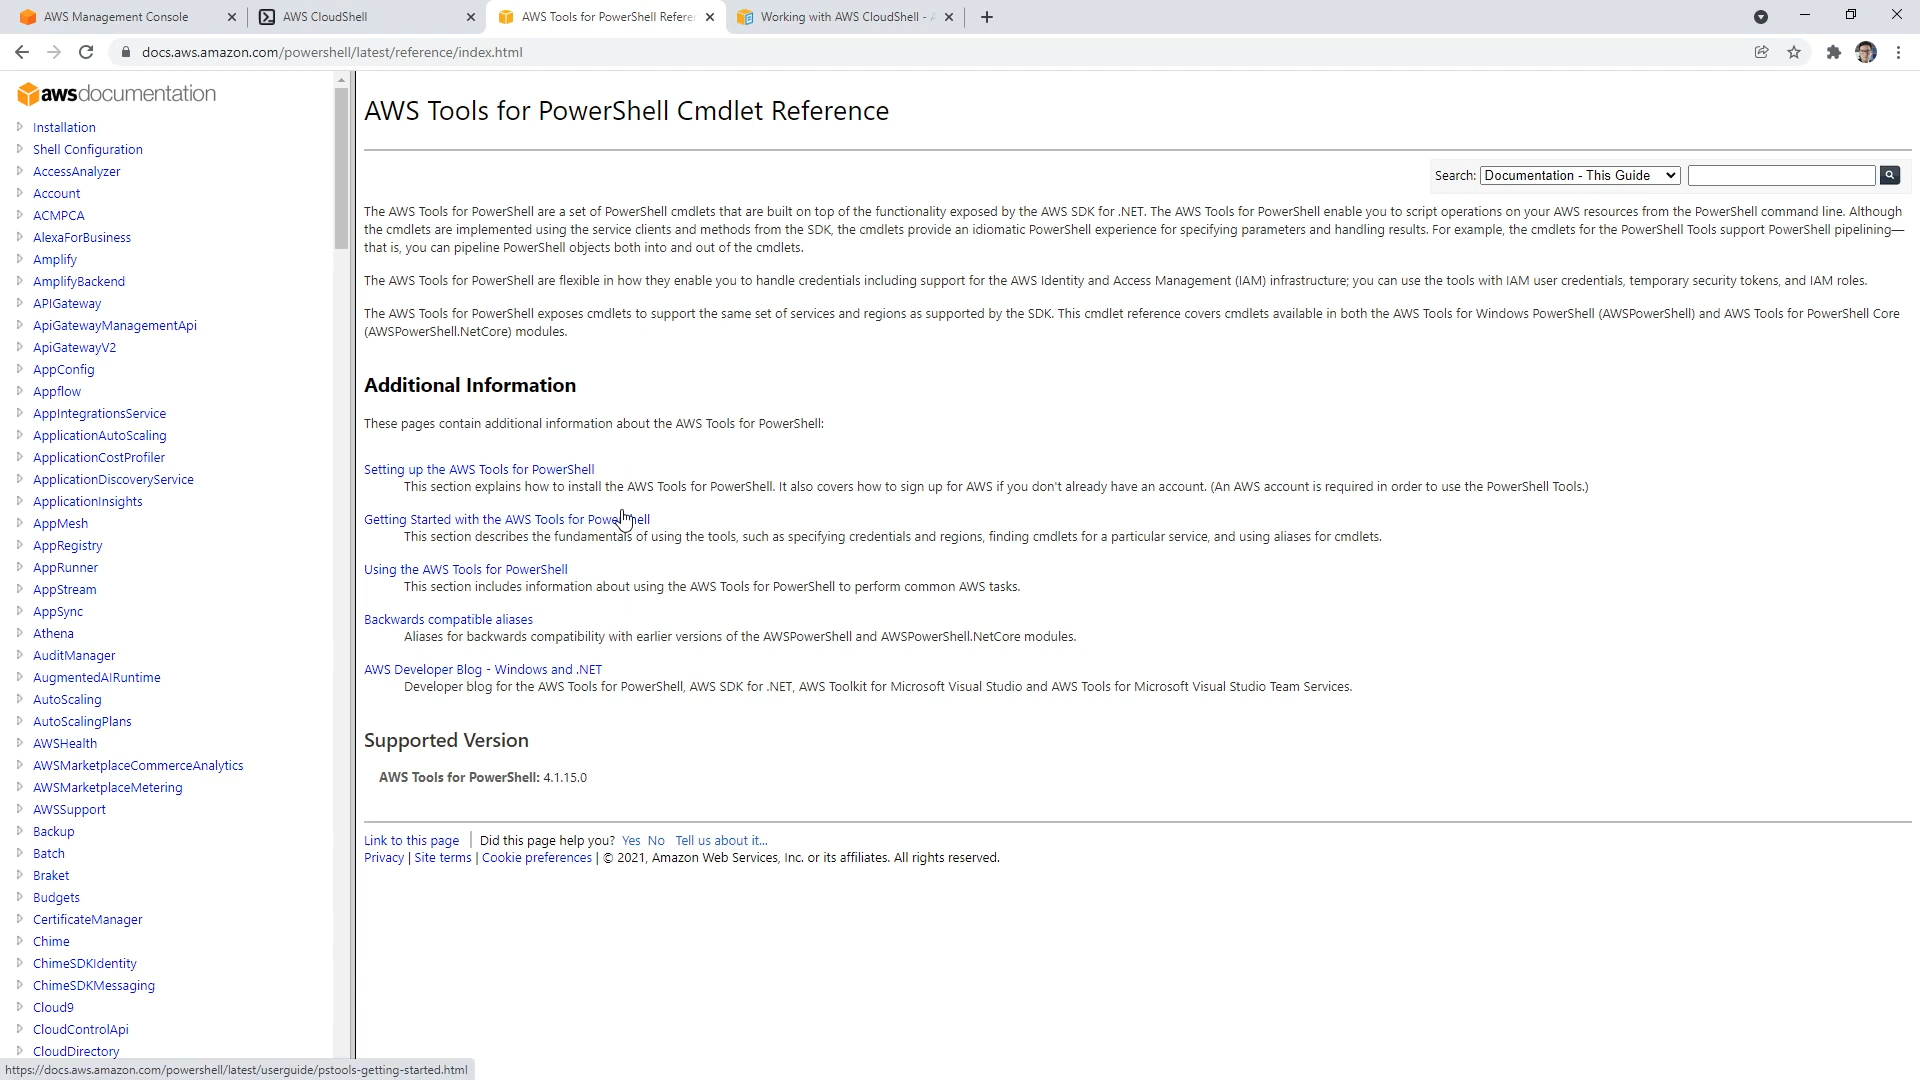 AWS Management Console
AWS CloudShell
AWS Tools for PowerShell Refere
Working with AWS CloudShell - A
docs.aws.amazon.com/powershell/latest/reference/index.html
awsdocumentation
Installation
Shell Configuration
AccessAnalyzer
Account
ACMPCA
AlexaForBusiness
Amplify
AmplifyBackend
APIGateway
ApiGatewayManagementApi
ApiGatewayV2
AppConfig
Appflow
AppIntegrationsService
ApplicationAutoScaling
ApplicationCostProfiler
ApplicationDiscoveryService
ApplicationInsights
AppMesh
AppRegistry
AppRunner
AppStream
AppSync
Athena
AuditManager
AugmentedAIRuntime
AutoScaling
AutoScalingPlans
AWSHealth
AWSMarketplaceCommerceAnalytics
AWSMarketplaceMetering
AWSSupport
Backup
Batch
Braket
Budgets
CertificateManager
Chime
ChimeSDKIdentity
ChimeSDKMessaging
Cloud9
CloudControlApi
CloudDirectory
https://docs.aws.amazon.com/powershell/latest/userguide/pstools-getting-started.html
AWS Tools for PowerShell Cmdlet Reference
Search: Documentation - This Guide
The AWS Tools for PowerShell are a set of PowerShell cmdlets that are built on top of the functionality exposed by the AWS SDK for .NET. The AWS Tools for PowerShell enable you to script operations on your AWS resources from the PowerShell command line. Although
the cmdlets are implemented using the service clients and methods from the SDK, the cmdlets provide an idiomatic PowerShell experience for specifying parameters and handling results. For example, the cmdlets for the PowerShell Tools support PowerShell pipelining—
that is, you can pipeline PowerShell objects both into and out of the cmdlets.
The AWS Tools for PowerShell are flexible in how they enable you to handle credentials including support for the AWS Identity and Access Management (IAM) infrastructure; you can use the tools with IAM user credentials, temporary security tokens, and IAM roles.
The AWS Tools for PowerShell exposes cmdlets to support the same set of services and regions as supported by the SDK. This cmdlet reference covers cmdlets available in both the AWS Tools for Windows PowerShell (AWSPowerShell) and AWS Tools for PowerShell Core
(AWSPowerShell.NetCore) modules.
Additional Information
These pages contain additional information about the AWS Tools for PowerShell:
Setting up the AWS Tools for PowerShell
This section explains how to install the AWS Tools for PowerShell. It also covers how to sign up for AWS if you don't already have an account. (An AWS account is required in order to use the PowerShell Tools.)
Getting Started with the AWS Tools for PowerShell
This section describes the fundamentals of using the tools, such as specifying credentials and regions, finding cmdlets for a particular service, and using aliases for cmdlets.
Using the AWS Tools for PowerShell
This section includes information about using the AWS Tools for PowerShell to perform common AWS tasks.
Backwards compatible aliases
Aliases for backwards compatibility with earlier versions of the AWSPowerShell and AWSPowerShell.NetCore modules.
AWS Developer Blog - Windows and .NET
Developer blog for the AWS Tools for PowerShell, AWS SDK for .NET, AWS Toolkit for Microsoft Visual Studio and AWS Tools for Microsoft Visual Studio Team Services.
Supported Version
AWS Tools for PowerShell: 4.1.15.0
Link to this page | Did this page help you? Yes No Tell us about it...
Privacy | Site terms | Cookie preferences | © 2021, Amazon Web Services, Inc. or its affiliates. All rights reserved.